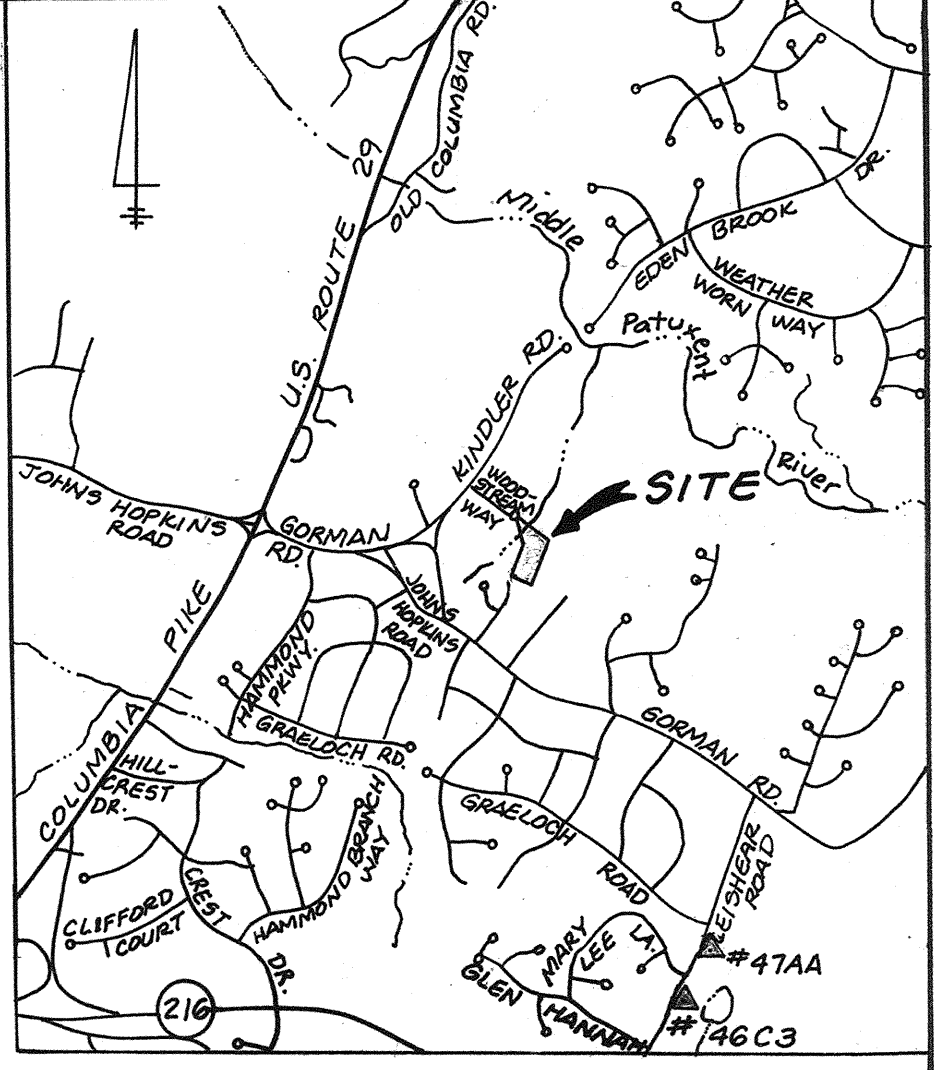 OLD COLUMBIA RD.
U.S. ROUTE 29
Middle
Patuxent
River
EDEN BROOK DR.
WEATHER
WORN WAY
KINDLER RD.
WOOD-
STREAM
WAY
SITE
JOHNS HOPKINS
ROAD
GORMAN
RD.
JOHNS
HOPKINS
ROAD
COLUMBIA PIKE
HAMMOND
PKWY.
GRAELOCH RD.
HILL-
CREST
DR.
GORMAN RD.
GRAELOCH ROAD
LEISHEAR
ROAD
HAMMOND BRANCH
WAY
CREST DR.
CLIFFORD
COURT
MARY
LEE LA.
GLEN HANNAH
#47AA
# 46C3
216